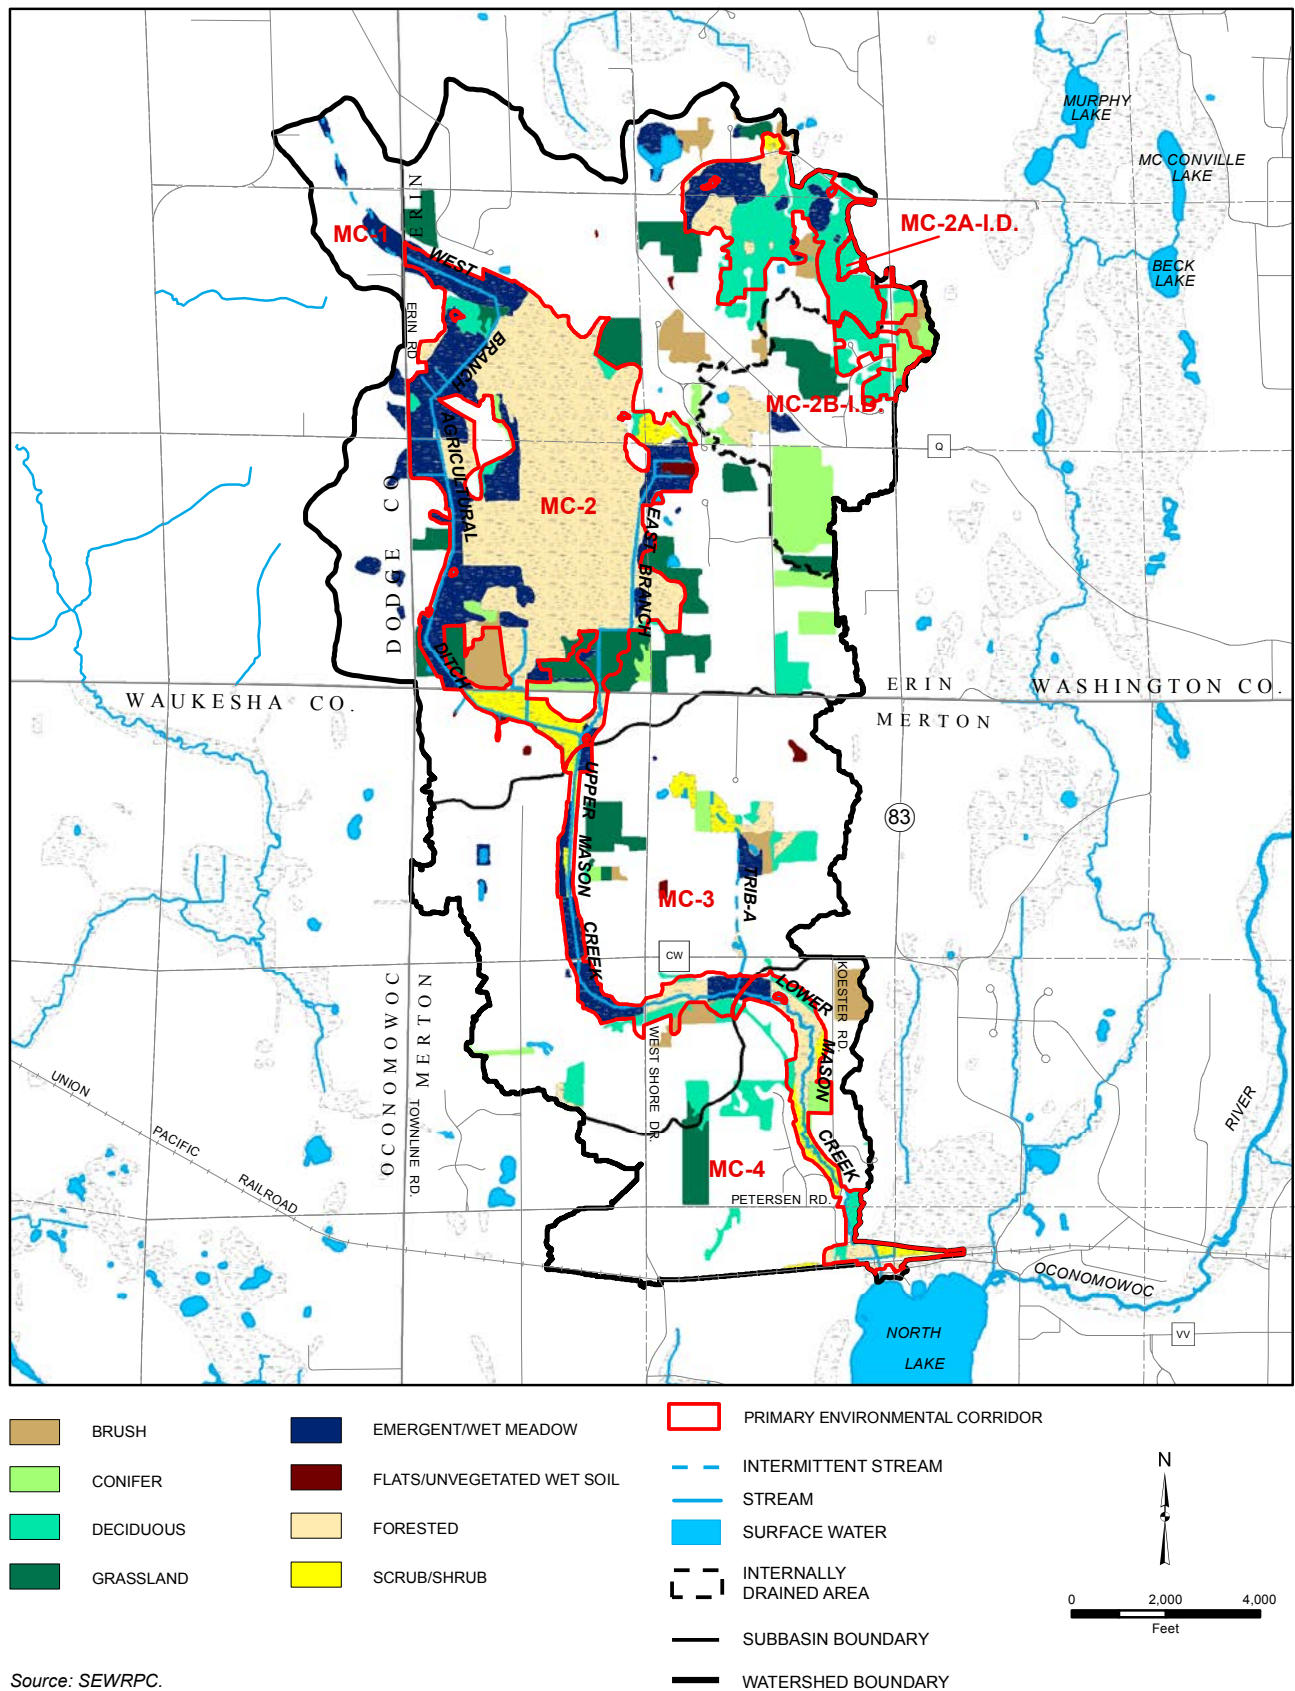 MURPHY
LAKE
MC CONVILLE
LAKE
ERIN
MC-1
MC-2A-I.D.
WEST
BECK
LAKE
ERIN RD
BRANCH
MC-2B-I.D.
AGRICULTURAL
Q
DODGE CO
MC-2
EAST BRANCH
DITCH
ERIN
WASHINGTON CO.
WAUKESHA CO.
MERTON
UPPER MASON CREEK
83
TRIB-A
MC-3
CW
OCONOMOWOC
MERTON
LOWER MASON CREEK
KOESTER RD.
WEST SHORE DR.
UNION PACIFIC RAILROAD
TOWNLINE RD.
RIVER
MC-4
PETERSEN RD.
OCONOMOWOC
NORTH
LAKE
VV
BRUSH
CONIFER
DECIDUOUS
GRASSLAND
EMERGENT/WET MEADOW
FLATS/UNVEGETATED WET SOIL
FORESTED
SCRUB/SHRUB
PRIMARY ENVIRONMENTAL CORRIDOR
INTERMITTENT STREAM
STREAM
SURFACE WATER
INTERNALLY
DRAINED AREA
SUBBASIN BOUNDARY
WATERSHED BOUNDARY
N
0 2,000 4,000
Feet
Source: SEWRPC.